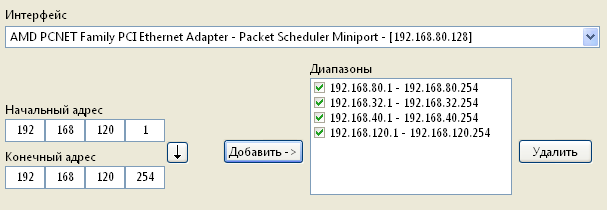 Интерфейс
AMD PCNET Family PCI Ethernet Adapter - Packet Scheduler Miniport - [192.168.80.128]
Диапазоны
192.168.80.1 - 192.168.80.254
192.168.32.1 - 192.168.32.254
192.168.40.1 - 192.168.40.254
192.168.120.1 - 192.168.120.254
Начальный адрес
192 168 120 1
Конечный адрес
192 168 120 254
Добавить ->
Удалить